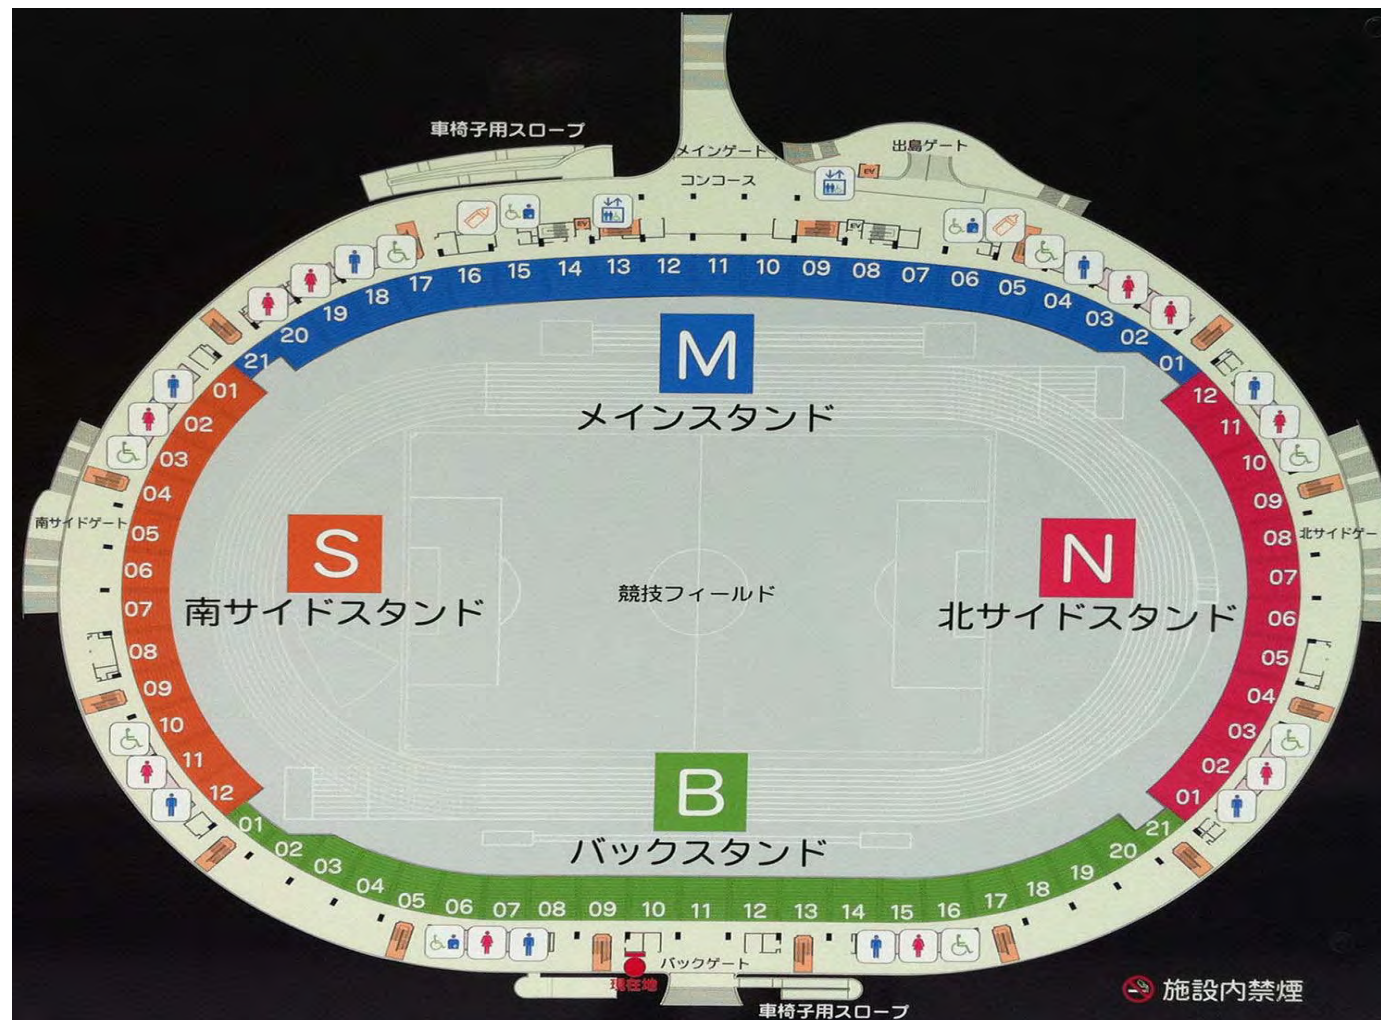 車椅子用スロープ
メインゲート
出島ゲート
コンコース
EV
EV
EV
16 15 14 13 12 11 10 09 08 07 06
17
18
19
20
21
05
04
03
02
01
M
メインスタンド
01
02
03
04
05
06
07
08
09
10
11
12
南サイドゲート
S
南サイドスタンド
競技フィールド
N
北サイドスタンド
12
11
10
09
08
07
06
05
04
03
02
01
北サイドゲー
B
バックスタンド
01
02
03
04
05
06 07 08 09 10 11 12 13 14 15 16
17
18
19
20
21
バックゲート
現在地
車椅子用スロープ
施設内禁煙